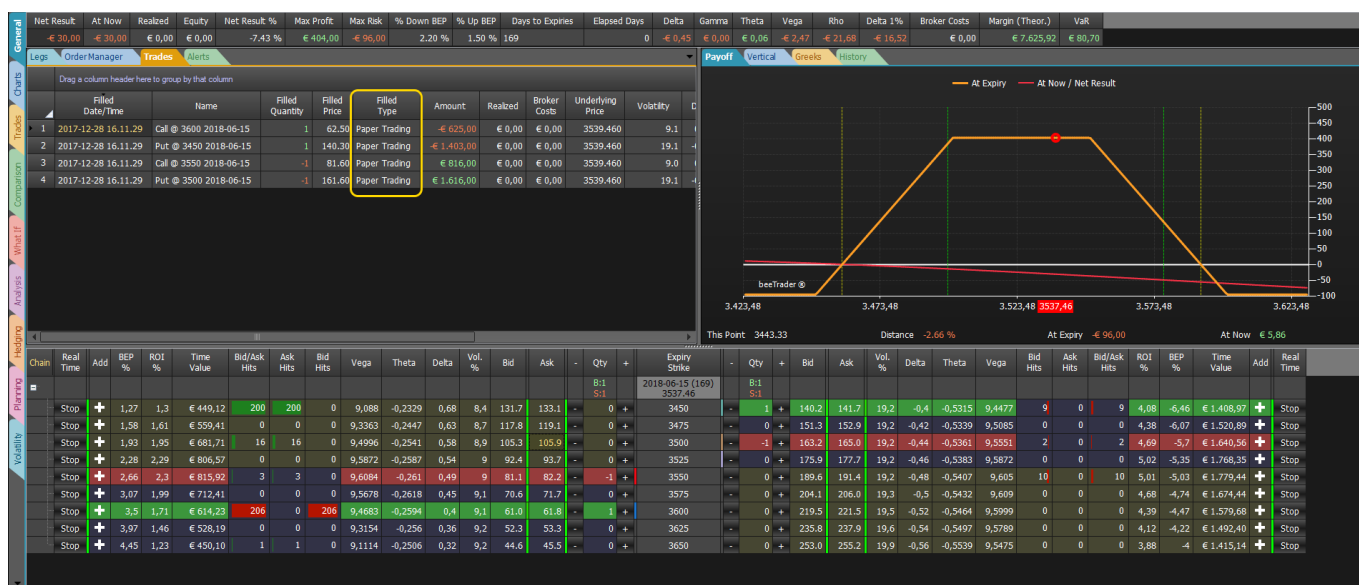 General
Charts
Trades
Comparison
What If
Analysis
Hedging
Planning
Volatility
Net Result At Now Realized Equity Net Result % Max Profit Max Risk % Down BEP % Up BEP Days to Expiries Elapsed Days Delta Gamma Theta Vega Rho Delta 1% Broker Costs Margin (Theor.) VaR
-€ 30,00 -€ 30,00 € 0,00 € 0,00 -7.43 % € 404,00 -€ 96,00 2.20 % 1.50 % 169 0 -€ 0,45 € 0,00 € 0,06 -€ 2,47 -€ 21,68 -€ 16,52 € 0,00 € 7.625,92 € 80,70
Legs Order Manager Trades Alerts
Drag a column header here to group by that column
Filled Date/Time Name Filled Quantity Filled Price Filled Type Amount Realized Broker Costs Underlying Price Volatility D
1 2017-12-28 16.11.29 Call @ 3600 2018-06-15 1 62.50 Paper Trading -€ 625,00 € 0,00 € 0,00 3539.460 9.1
2 2017-12-28 16.11.29 Put @ 3450 2018-06-15 1 140.30 Paper Trading -€ 1.403,00 € 0,00 € 0,00 3539.460 19.1
3 2017-12-28 16.11.29 Call @ 3550 2018-06-15 -1 81.60 Paper Trading € 816,00 € 0,00 € 0,00 3539.460 9.0
4 2017-12-28 16.11.29 Put @ 3500 2018-06-15 -1 161.60 Paper Trading € 1.616,00 € 0,00 € 0,00 3539.460 19.1
Payoff Vertical Greeks History
At Expiry At Now / Net Result
500
450
400
350
300
250
200
150
100
50
0
-50
-100
beeTrader ®
3.423,48 3.473,48 3.523,48 3537,46 3.573,48 3.623,48
This Point 3443.33 Distance -2.66 % At Expiry -€ 96,00 At Now € 5,86
Chain Real Time Add BEP % ROI % Time Value Bid/Ask Hits Ask Hits Bid Hits Vega Theta Delta Vol. % Bid Ask - Qty + Expiry Strike - Qty + Bid Ask Vol. % Delta Theta Vega Bid Hits Ask Hits Bid/Ask Hits ROI % BEP % Time Value Add Real Time
B:1 S:1 2018-06-15 (169) 3537.46 B:1 S:1
Stop + 1,27 1,3 € 449,12 200 200 0 9,088 -0,2329 0,68 8,4 131.7 133.1 - 0 + 3450 - 1 + 140.2 141.7 19,2 -0,4 -0,5315 9,4477 9 0 9 4,08 -6,46 € 1.408,97 + Stop
Stop + 1,58 1,61 € 559,41 0 0 0 9,3363 -0,2447 0,63 8,7 117.8 119.1 - 0 + 3475 - 0 + 151.3 152.9 19,2 -0,42 -0,5339 9,5085 0 0 0 4,38 -6,07 € 1.520,89 + Stop
Stop + 1,93 1,95 € 681,71 16 16 0 9,4996 -0,2541 0,58 8,9 105.3 105.9 - 0 + 3500 - -1 + 163.2 165.0 19,2 -0,44 -0,5361 9,5551 2 0 2 4,69 -5,7 € 1.640,56 + Stop
Stop + 2,28 2,29 € 806,57 0 0 0 9,5872 -0,2587 0,54 9 92.4 93.7 - 0 + 3525 - 0 + 175.9 177.7 19,2 -0,46 -0,5383 9,5872 0 0 0 5,02 -5,35 € 1.768,35 + Stop
Stop + 2,66 2,3 € 815,92 3 3 0 9,6084 -0,261 0,49 9 81.1 82.2 - -1 + 3550 - 0 + 189.6 191.4 19,2 -0,48 -0,5407 9,605 10 0 10 5,01 -5,03 € 1.779,44 + Stop
Stop + 3,07 1,99 € 712,41 0 0 0 9,5678 -0,2618 0,45 9,1 70.6 71.7 - 0 + 3575 - 0 + 204.1 206.0 19,3 -0,5 -0,5432 9,609 0 0 0 4,68 -4,74 € 1.674,44 + Stop
Stop + 3,5 1,71 € 614,23 206 0 206 9,4683 -0,2594 0,4 9,1 61.0 61.8 - 1 + 3600 - 0 + 219.5 221.5 19,5 -0,52 -0,5464 9,5999 0 0 0 4,39 -4,47 € 1.579,68 + Stop
Stop + 3,97 1,46 € 528,19 0 0 0 9,3154 -0,256 0,36 9,2 52.3 53.3 - 0 + 3625 - 0 + 235.8 237.9 19,6 -0,54 -0,5497 9,5789 0 0 0 4,12 -4,22 € 1.492,40 + Stop
Stop + 4,45 1,23 € 450,10 1 1 0 9,1114 -0,2506 0,32 9,2 44.6 45.5 - 0 + 3650 - 0 + 253.0 255.2 19,9 -0,56 -0,5539 9,5475 0 0 0 3,88 -4 € 1.415,14 + Stop